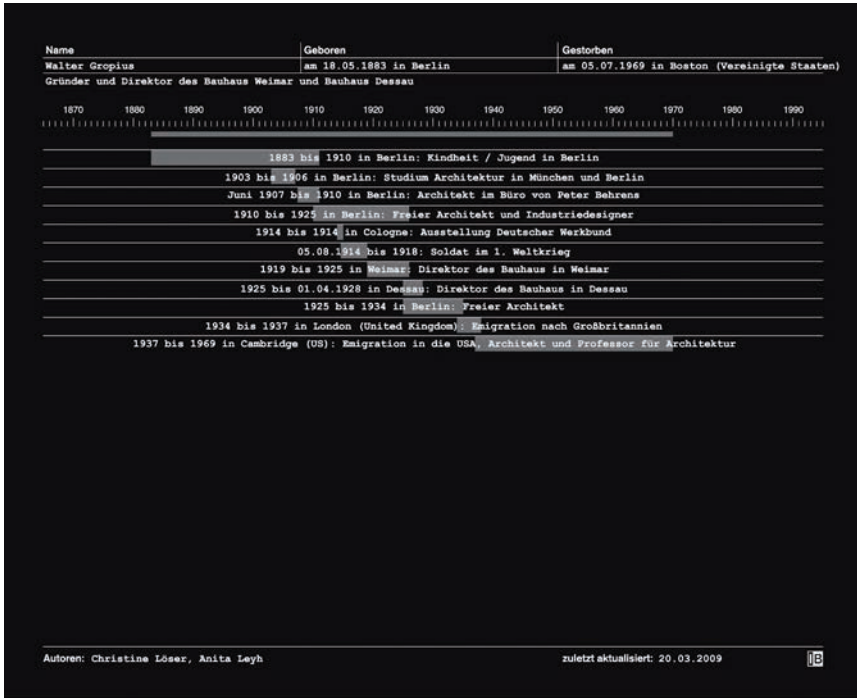 Name Geboren Gestorben
Walter Gropius am 18.05.1883 in Berlin am 05.07.1969 in Boston (Vereinigte Staaten)
Gründer und Direktor des Bauhaus Weimar und Bauhaus Dessau
1870 1880 1890 1900 1910 1920 1930 1940 1950 1960 1970 1980 1990
1883 bis 1910 in Berlin: Kindheit / Jugend in Berlin
1903 bis 1906 in Berlin: Studium Architektur in München und Berlin
Juni 1907 bis 1910 in Berlin: Architekt im Büro von Peter Behrens
1910 bis 1925 in Berlin: Freier Architekt und Industriedesigner
1914 bis 1914 in Cologne: Ausstellung Deutscher Werkbund
05.08.1914 bis 1918: Soldat im 1. Weltkrieg
1919 bis 1925 in Weimar: Direktor des Bauhaus in Weimar
1925 bis 01.04.1928 in Dessau: Direktor des Bauhaus in Dessau
1925 bis 1934 in Berlin: Freier Architekt
1934 bis 1937 in London (United Kingdom): Emigration nach Großbritannien
1937 bis 1969 in Cambridge (US): Emigration in die USA, Architekt und Professor für Architektur
Autoren: Christine Löser, Anita Leyh zuletzt aktualisiert: 20.03.2009 IB